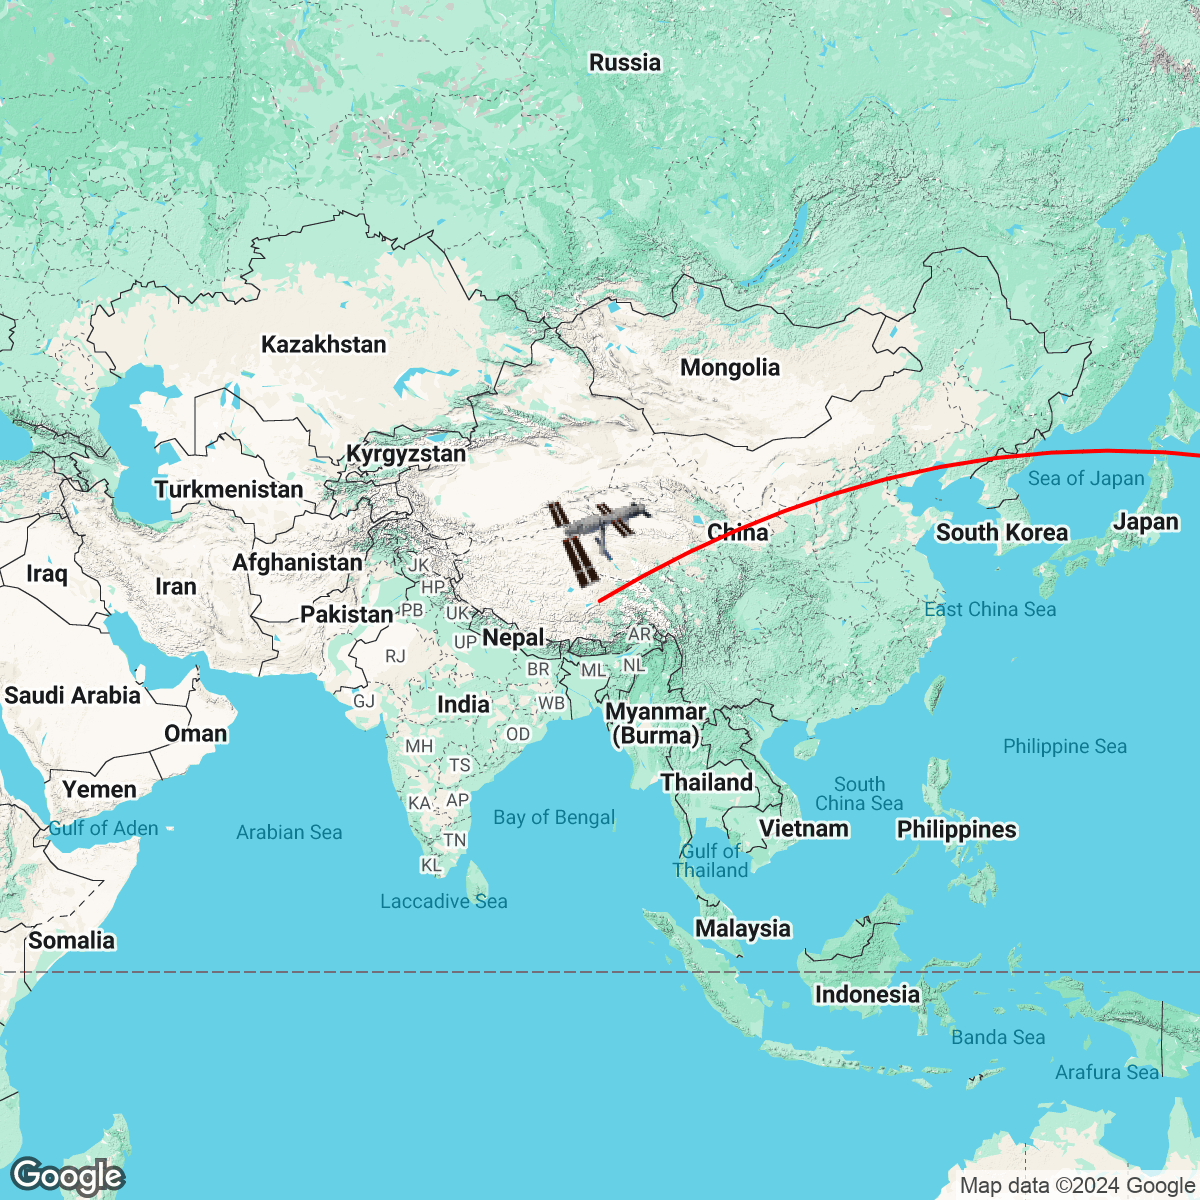 Russia
Kazakhstan
Mongolia
Kyrgyzstan
Turkmenistan
Sea of Japan
China
South Korea
Japan
Afghanistan
JK
Iraq
Iran
HP
Pakistan
PB
UK
East China Sea
Nepal
UP
AR
RJ
BR
ML
NL
Saudi Arabia
GJ
India
WB
Myanmar
(Burma)
Oman
OD
MH
TS
Philippine Sea
Yemen
Thailand
South
China Sea
KA
AP
Gulf of Aden
Arabian Sea
Bay of Bengal
Vietnam
Philippines
TN
KL
Gulf of
Thailand
Laccadive Sea
Malaysia
Somalia
Indonesia
Banda Sea
Arafura Sea
Google
Map data ©2024 Google